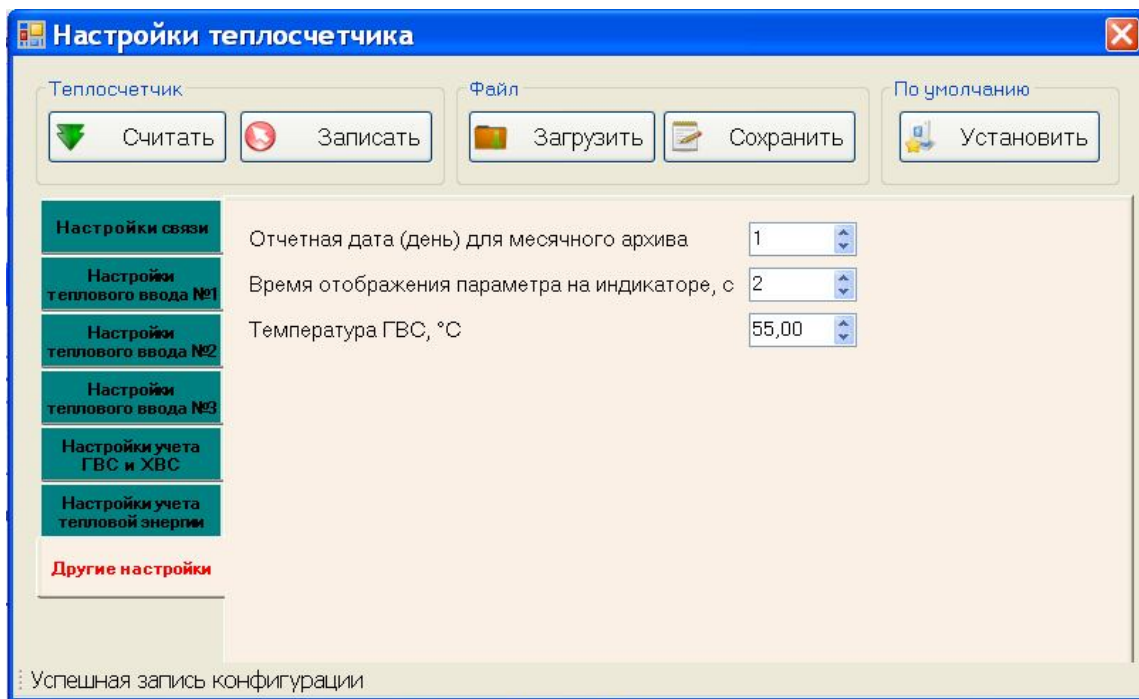 Настройки теплосчетчика
Теплосчетчик
Файл
По умолчанию
Считать
Записать
Загрузить
Сохранить
Установить
Настройки связи
Настройки
теплового ввода №1
Настройки
теплового ввода №2
Настройки
теплового ввода №3
Настройки учета
ГВС и ХВС
Настройки учета
тепловой энергии
Другие настройки
Отчетная дата (день) для месячного архива 1
Время отображения параметра на индикаторе, с 2
Температура ГВС, °C 55,00
Успешная запись конфигурации